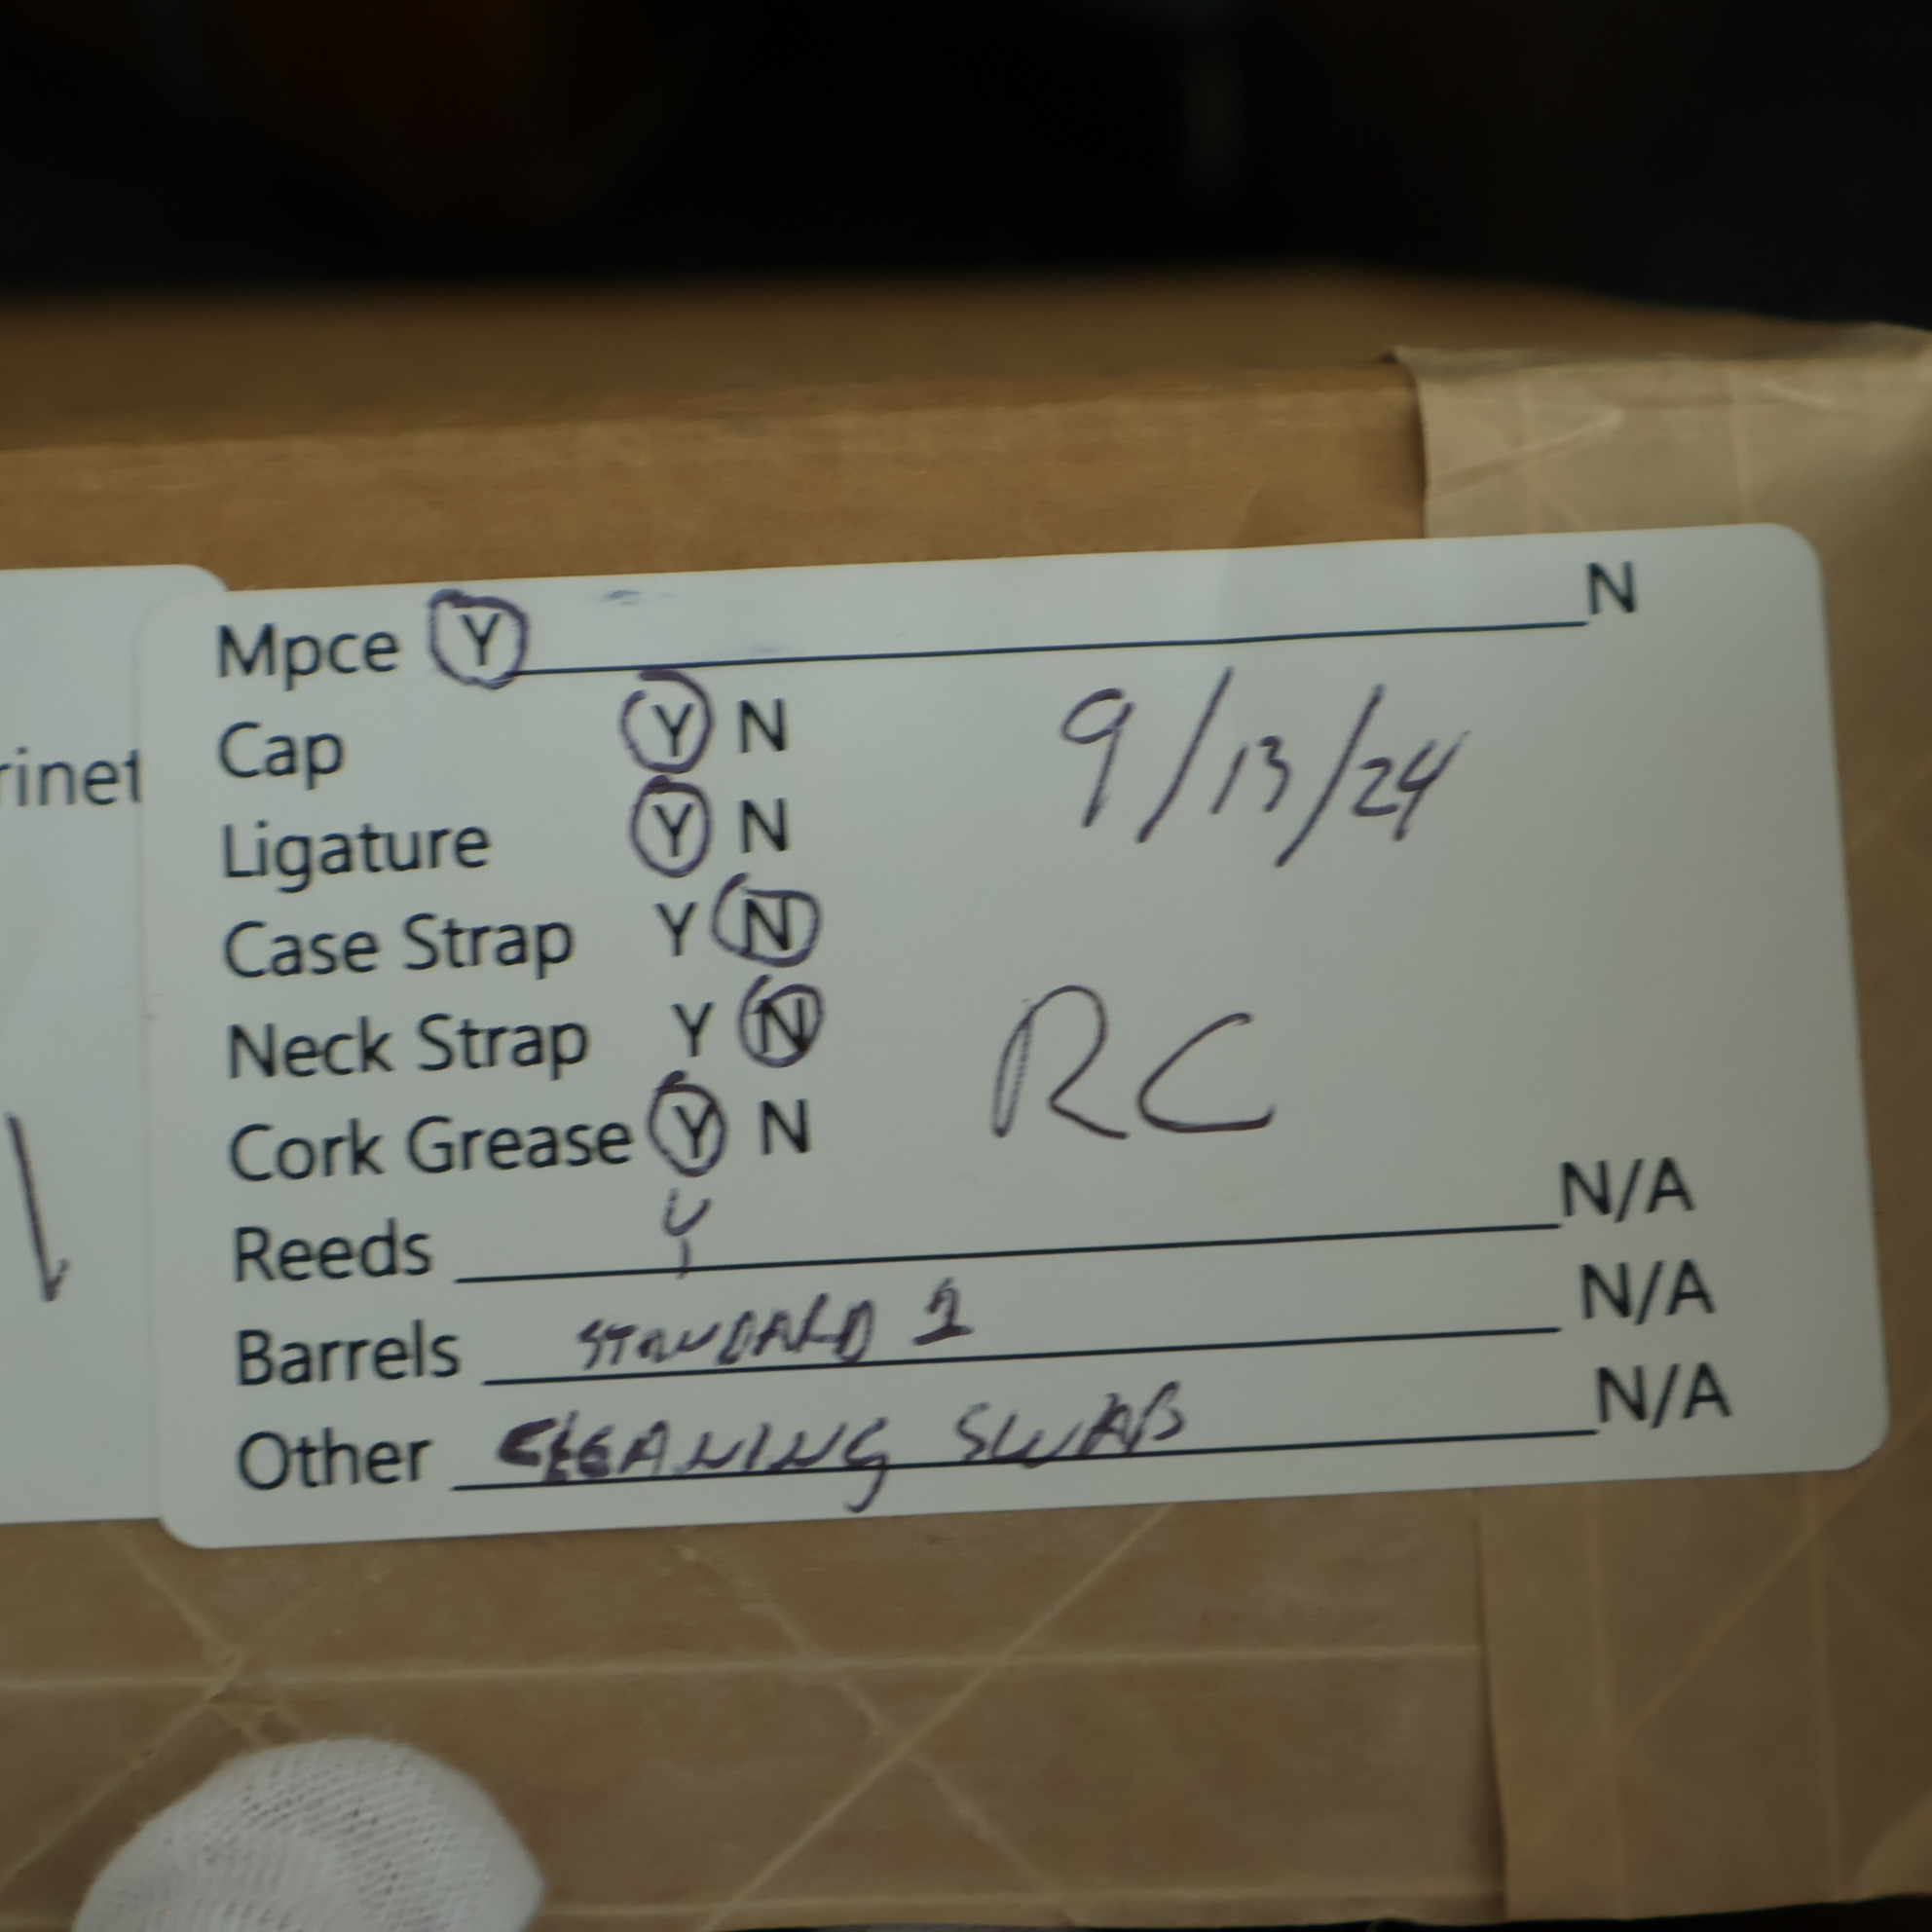 rinet
Mpce Y N
Cap Y N
Ligature Y N
9/13/24
Case Strap Y N
Neck Strap Y N
RC
Cork Grease Y N
Reeds Y N/A
Barrels STANDARD 1 N/A
Other CLEANING SWAB N/A